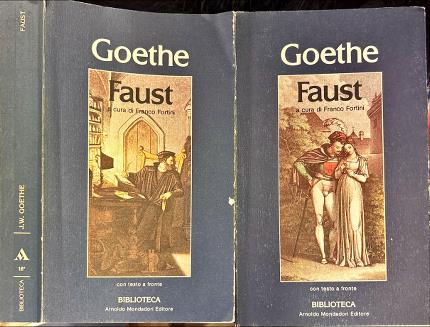 FAUST
J.W. GOETHE
18*
BIBLIOTECA
Goethe
Faust
a cura di Franco Fortini
con testo a fronte
BIBLIOTECA
Arnoldo Mondadori Editore
Goethe
Faust
a cura di Franco Fortini
con testo a fronte
BIBLIOTECA
Arnoldo Mondadori Editore